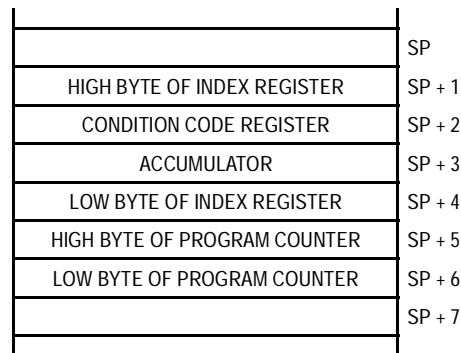 SP
HIGH BYTE OF INDEX REGISTER SP + 1
CONDITION CODE REGISTER SP + 2
ACCUMULATOR SP + 3
LOW BYTE OF INDEX REGISTER SP + 4
HIGH BYTE OF PROGRAM COUNTER SP + 5
LOW BYTE OF PROGRAM COUNTER SP + 6
SP + 7